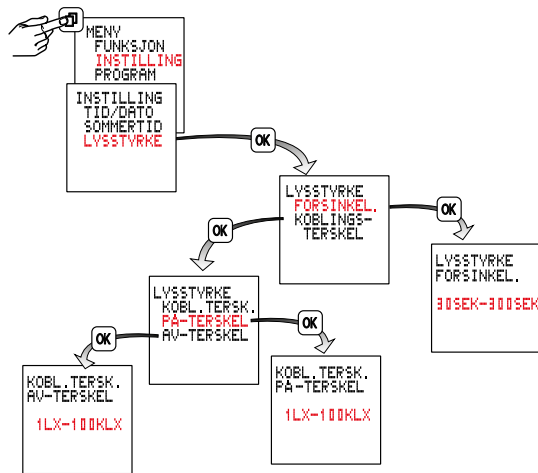 MENY
FUNKSJON
INSTILLING
PROGRAM
INSTILLING
TID/DATO
SOMMERTID
LYSSTYRKE
OK
LYSSTYRKE
FORSINKEL.
KOBLINGS-
TERSKEL
OK
OK
LYSSTYRKE
FORSINKEL.
30SEK-300SEK
LYSSTYRKE
KOBL.TERSK.
PÅ-TERSKEL
AV-TERSKEL
OK
OK
KOBL.TERSK.
AV-TERSKEL
1LX-100KLX
KOBL.TERSK.
PÅ-TERSKEL
1LX-100KLX